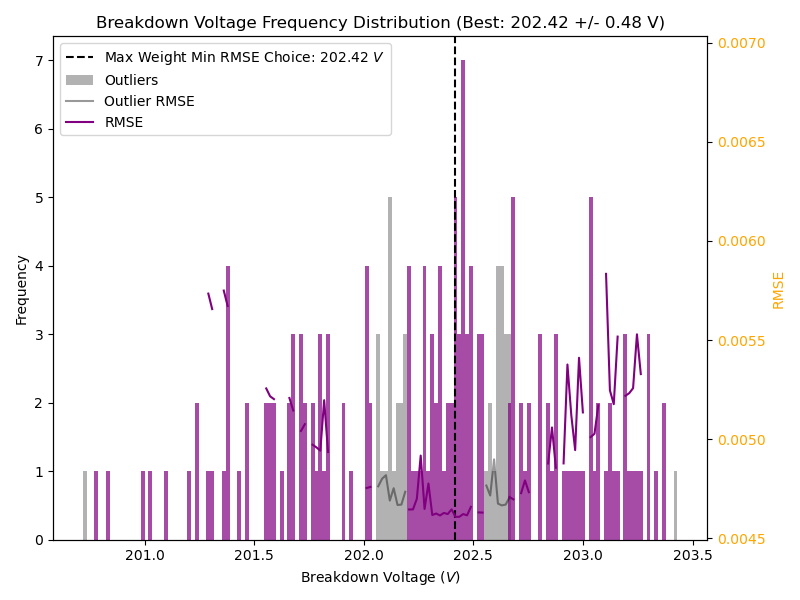 Breakdown Voltage Frequency Distribution (Best: 202.42 +/- 0.48 V)
Max Weight Min RMSE Choice: 202.42 V
Outliers
Outlier RMSE
RMSE
Frequency
7
6
5
4
3
2
1
0
0.0070
0.0065
0.0060
0.0055
0.0050
0.0045
RMSE
201.0 201.5 202.0 202.5 203.0 203.5
Breakdown Voltage (V)